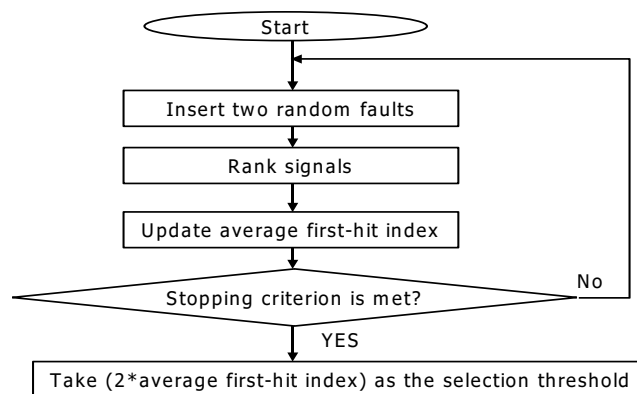 Start
Insert two random faults
Rank signals
Update average first-hit index
Stopping criterion is met?
No
YES
Take (2*average first-hit index) as the selection threshold